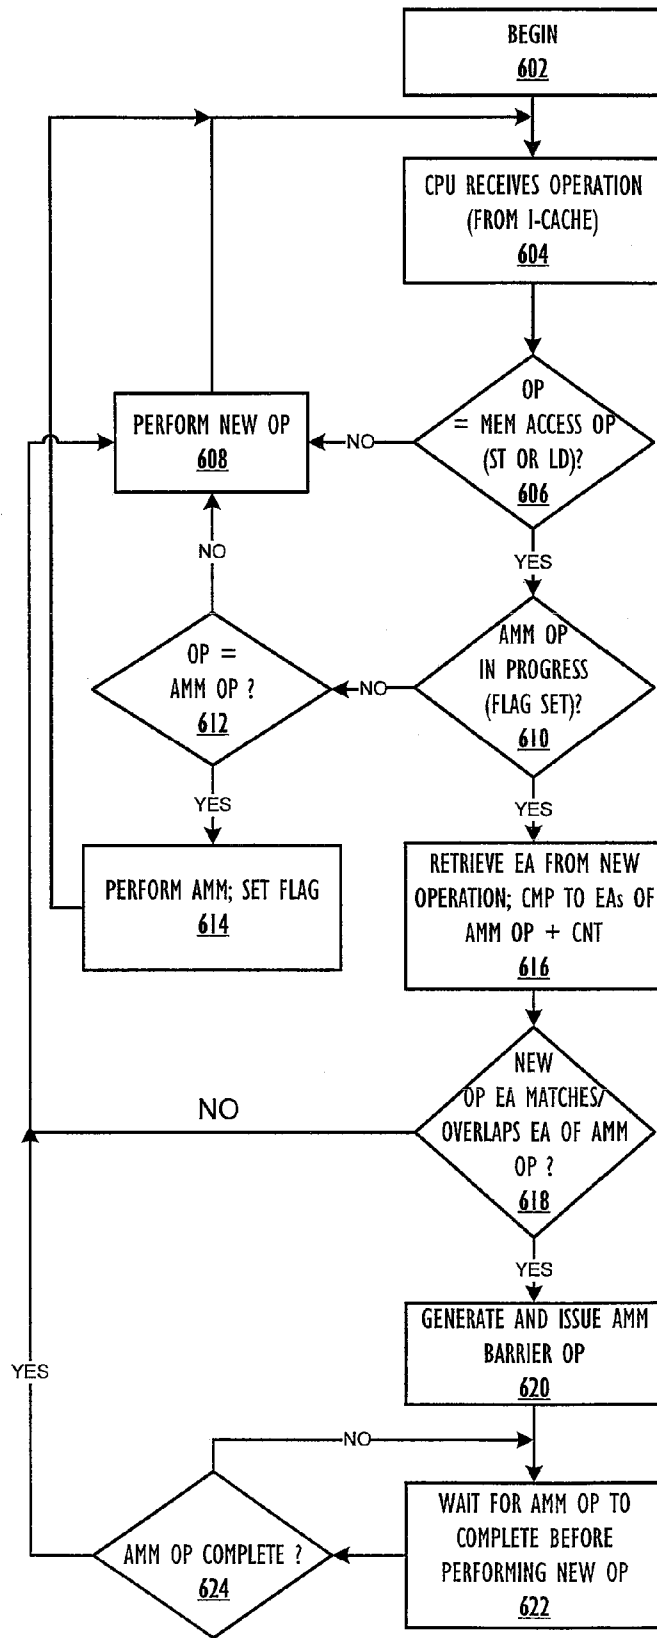 BEGIN
602
CPU RECEIVES OPERATION
(FROM I-CACHE)
604
OP
= MEM ACCESS OP
(ST OR LD)?
606
NO
PERFORM NEW OP
608
YES
NO
AMM OP
IN PROGRESS
(FLAG SET)?
610
NO
OP =
AMM OP ?
612
YES
YES
PERFORM AMM; SET FLAG
614
RETRIEVE EA FROM NEW
OPERATION; CMP TO EAs OF
AMM OP + CNT
616
NEW
OP EA MATCHES/
OVERLAPS EA OF AMM
OP ?
618
NO
YES
GENERATE AND ISSUE AMM
BARRIER OP
620
YES
NO
WAIT FOR AMM OP TO
COMPLETE BEFORE
PERFORMING NEW OP
622
AMM OP COMPLETE ?
624